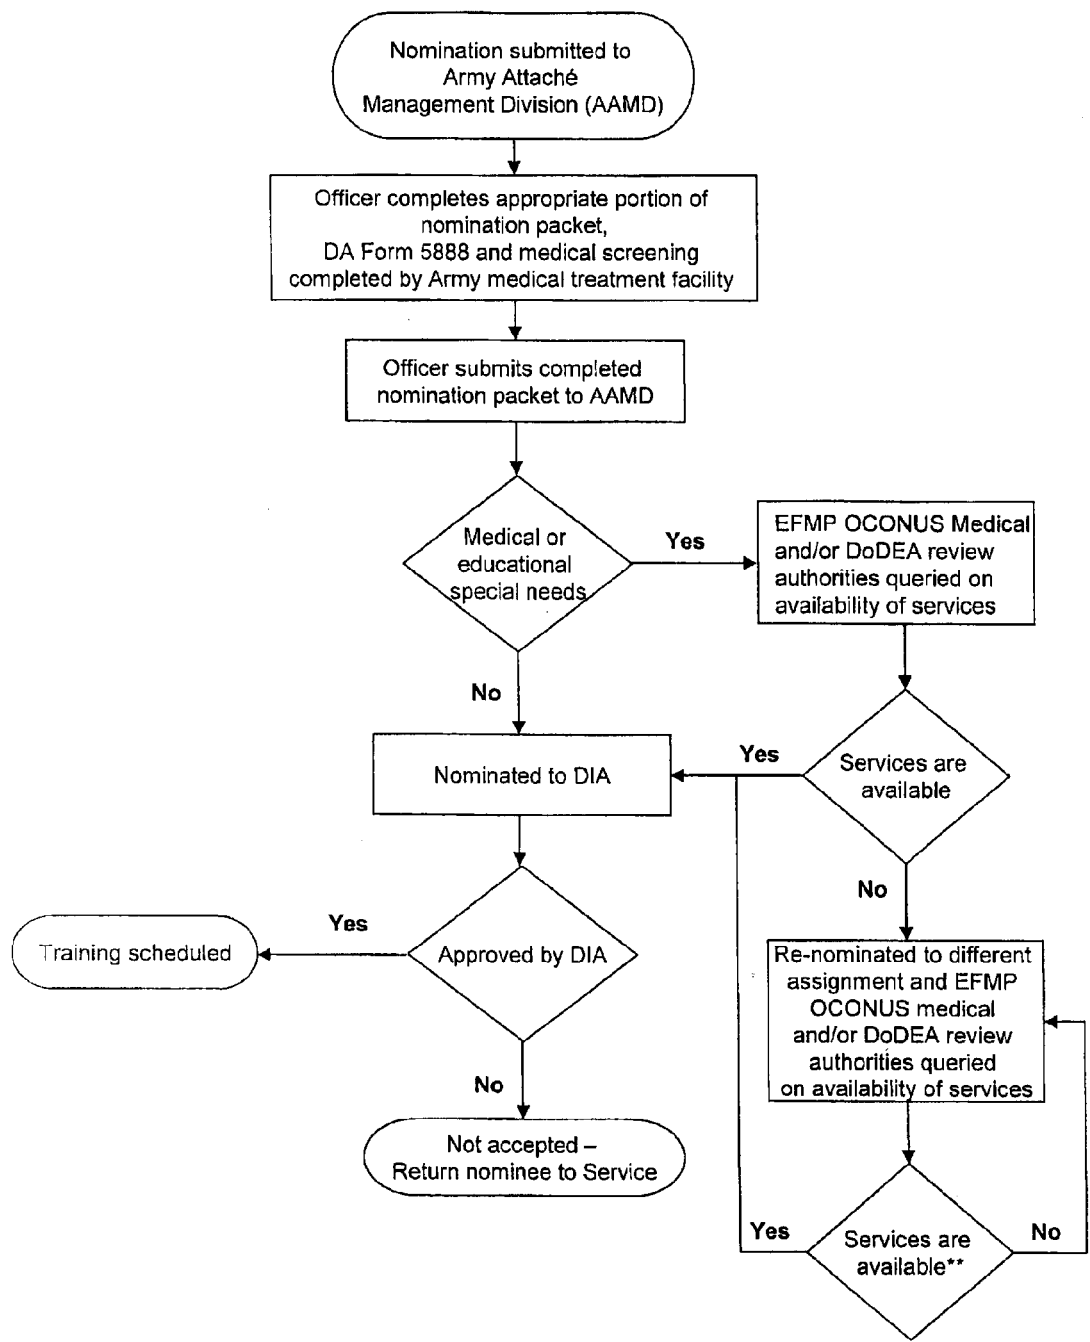 Nomination submitted to
Army Attaché
Management Division (AAMD)
Officer completes appropriate portion of
nomination packet,
DA Form 5888 and medical screening
completed by Army medical treatment facility
Officer submits completed
nomination packet to AAMD
Medical or
educational
special needs
Yes
EFMP OCONUS Medical
and/or DoDEA review
authorities queried on
availability of services
No
Nominated to DIA
Yes
Services are
available
No
Approved by DIA
Yes
Training scheduled
No
Not accepted –
Return nominee to Service
Re-nominated to different
assignment and EFMP
OCONUS medical
and/or DoDEA review
authorities queried
on availability of services
Yes
Services are
available**
No